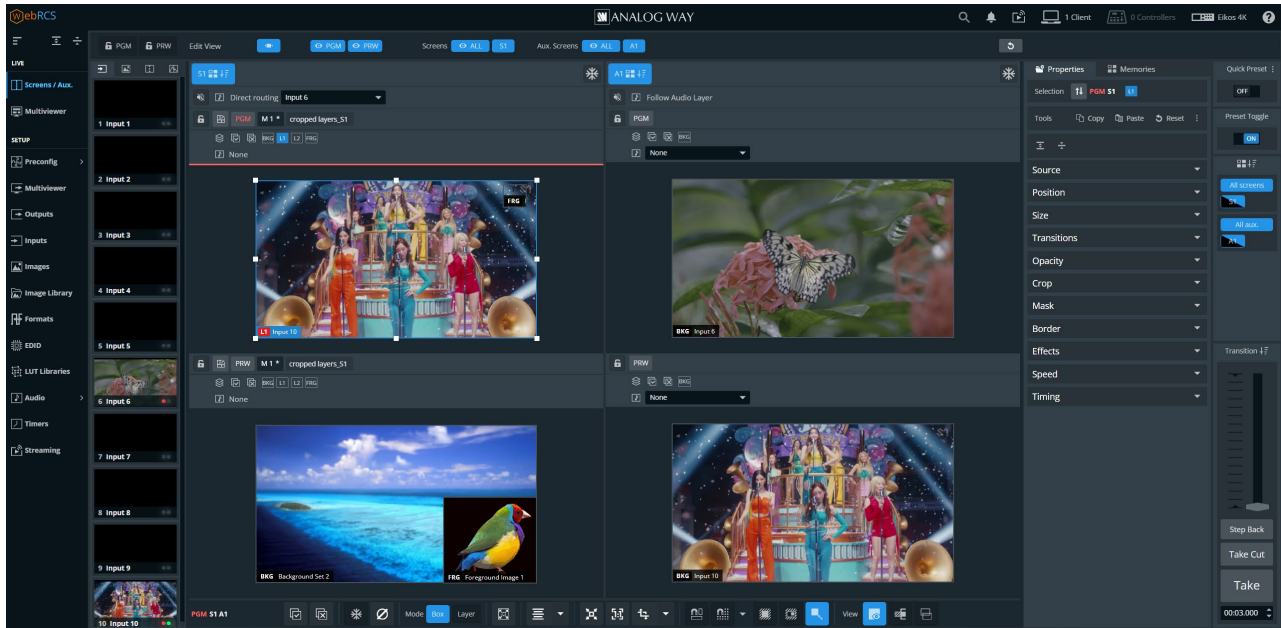 WebRCS
ANALOG WAY
1 Client
0 Controllers
Eikos 4K
PGM
PRW
Edit View
PGM
PRW
Screens
ALL
S1
Aux. Screens
ALL
A1
LIVE
Screens / Aux.
Multiviewer
SETUP
Preconfig
Multiviewer
Outputs
Inputs
Images
Image Library
Formats
EDID
LUT Libraries
Audio
Timers
Streaming
1 Input 1
2 Input 2
3 Input 3
4 Input 4
5 Input 5
6 Input 6
7 Input 7
8 Input 8
9 Input 9
10 Input 10
S1
Direct routing
Input 6
PGM
M 1 *
cropped layers_S1
BKG
L1
L2
FRG
None
FRG
L1 Input 10
PRW
M 1 *
cropped layers_S1
BKG
L1
L2
FRG
None
BKG Background Set 2
FRG Foreground Image 1
A1
Follow Audio Layer
PGM
BKG
None
BKG Input 6
PRW
BKG
None
BKG Input 10
Properties
Memories
Selection
PGM S1
L1
Tools
Copy
Paste
Reset
Source
Position
Size
Transitions
Opacity
Crop
Mask
Border
Effects
Speed
Timing
Quick Preset
OFF
Preset Toggle
ON
All screens
S1
All aux.
A1
Transition
Step Back
Take Cut
Take
00:03.000
PGM S1 A1
Mode
Box
Layer
View